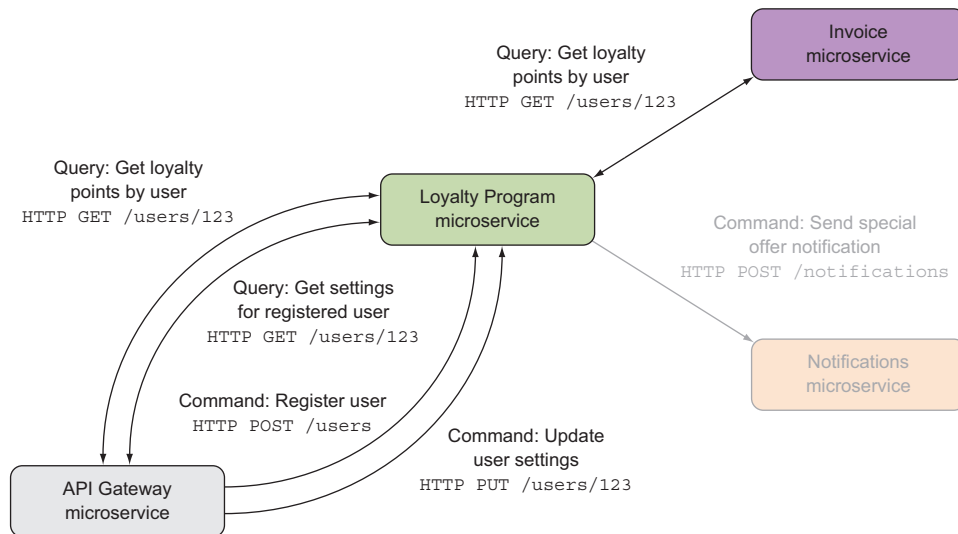 Invoice
microservice
Query: Get loyalty
points by user
HTTP GET /users/123
Query: Get loyalty
points by user
HTTP GET /users/123
Loyalty Program
microservice
Command: Send special
offer notification
HTTP POST /notifications
Query: Get settings
for registered user
HTTP GET /users/123
Notifications
microservice
Command: Register user
HTTP POST /users
Command: Update
user settings
HTTP PUT /users/123
API Gateway
microservice